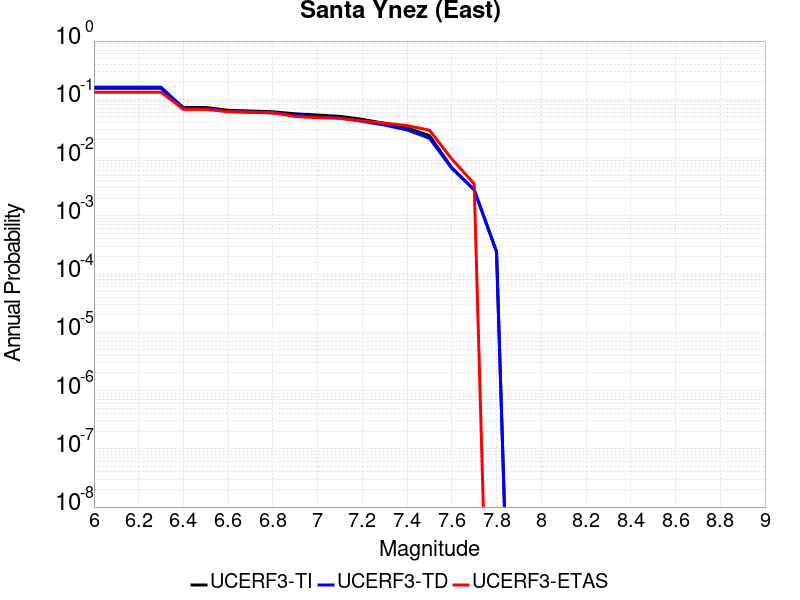 Santa Ynez (East)
10^0
10^-1
10^-2
10^-3
10^-4
10^-5
10^-6
10^-7
10^-8
Annual Probability
6 6.2 6.4 6.6 6.8 7 7.2 7.4 7.6 7.8 8 8.2 8.4 8.6 8.8 9
Magnitude
UCERF3-TI UCERF3-TD UCERF3-ETAS